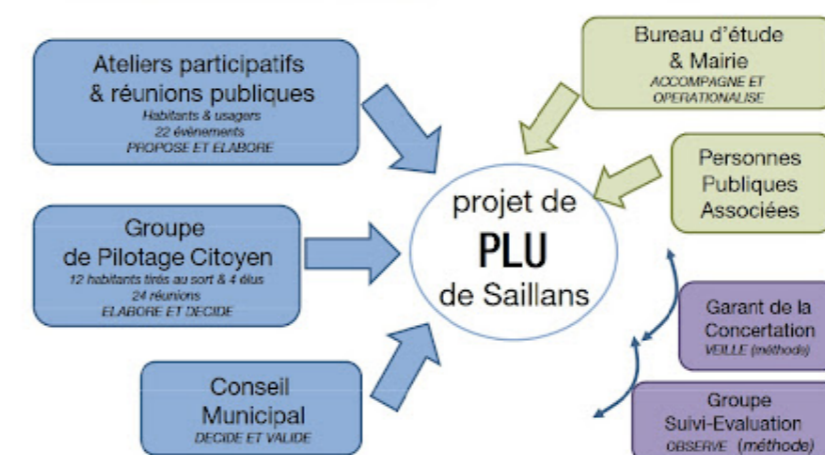 Ateliers participatifs
& réunions publiques
Habitants & usagers
22 événements
PROPOSE ET ELABORE
Groupe
de Pilotage Citoyen
12 habitants tirés au sort & 4 élus
24 réunions
ELABORE ET DECIDE
Conseil
Municipal
DECIDE ET VALIDE
projet de
PLU
de Saillans
Bureau d'étude
& Mairie
ACCOMPAGNE ET
OPERATIONALISE
Personnes
Publiques
Associées
Garant de la
Concertation
VEILLE (méthode)
Groupe
Suivi-Evaluation
OBSERVE (méthode)